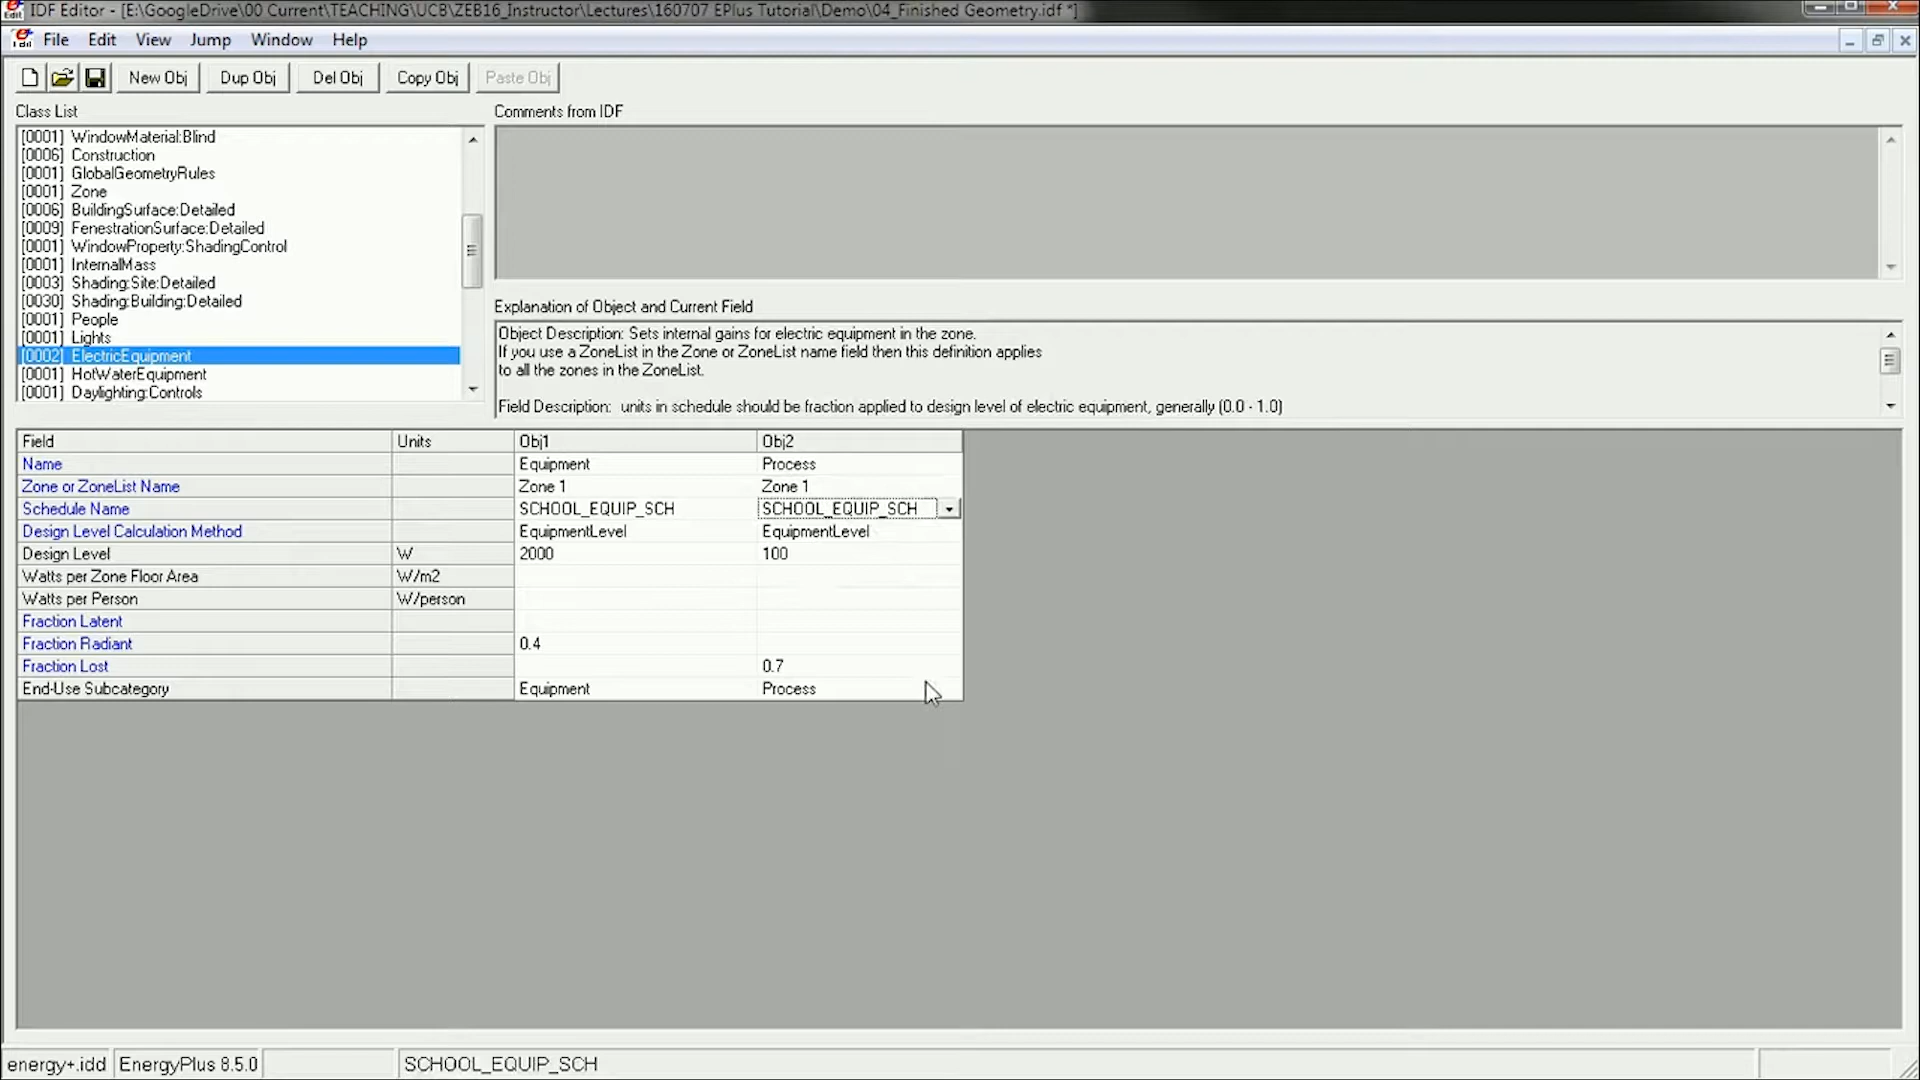 IDF Editor - [E:\GoogleDrive\00 Current\TEACHING\UCB\ZEB16_Instructor\Lectures\160707 EPlus Tutorial\Demo\04_Finished Geometry.idf *]
File Edit View Jump Window Help
New Obj Dup Obj Del Obj Copy Obj Paste Obj
Class List
[0001] WindowMaterial:Blind
[0006] Construction
[0001] GlobalGeometryRules
[0001] Zone
[0006] BuildingSurface:Detailed
[0009] FenestrationSurface:Detailed
[0001] WindowProperty:ShadingControl
[0001] InternalMass
[0003] Shading:Site:Detailed
[0030] Shading:Building:Detailed
[0001] People
[0001] Lights
[0002] ElectricEquipment
[0001] HotWaterEquipment
[0001] Daylighting:Controls
Comments from IDF
Explanation of Object and Current Field
Object Description: Sets internal gains for electric equipment in the zone.
If you use a ZoneList in the Zone or ZoneList name field then this definition applies
to all the zones in the ZoneList.
Field Description: units in schedule should be fraction applied to design level of electric equipment, generally (0.0 - 1.0)
Field Units Obj1 Obj2
Name Equipment Process
Zone or ZoneList Name Zone 1 Zone 1
Schedule Name SCHOOL_EQUIP_SCH SCHOOL_EQUIP_SCH
Design Level Calculation Method EquipmentLevel EquipmentLevel
Design Level W 2000 100
Watts per Zone Floor Area W/m2
Watts per Person W/person
Fraction Latent
Fraction Radiant 0.4
Fraction Lost 0.7
End-Use Subcategory Equipment Process
energy+.idd EnergyPlus 8.5.0 SCHOOL_EQUIP_SCH